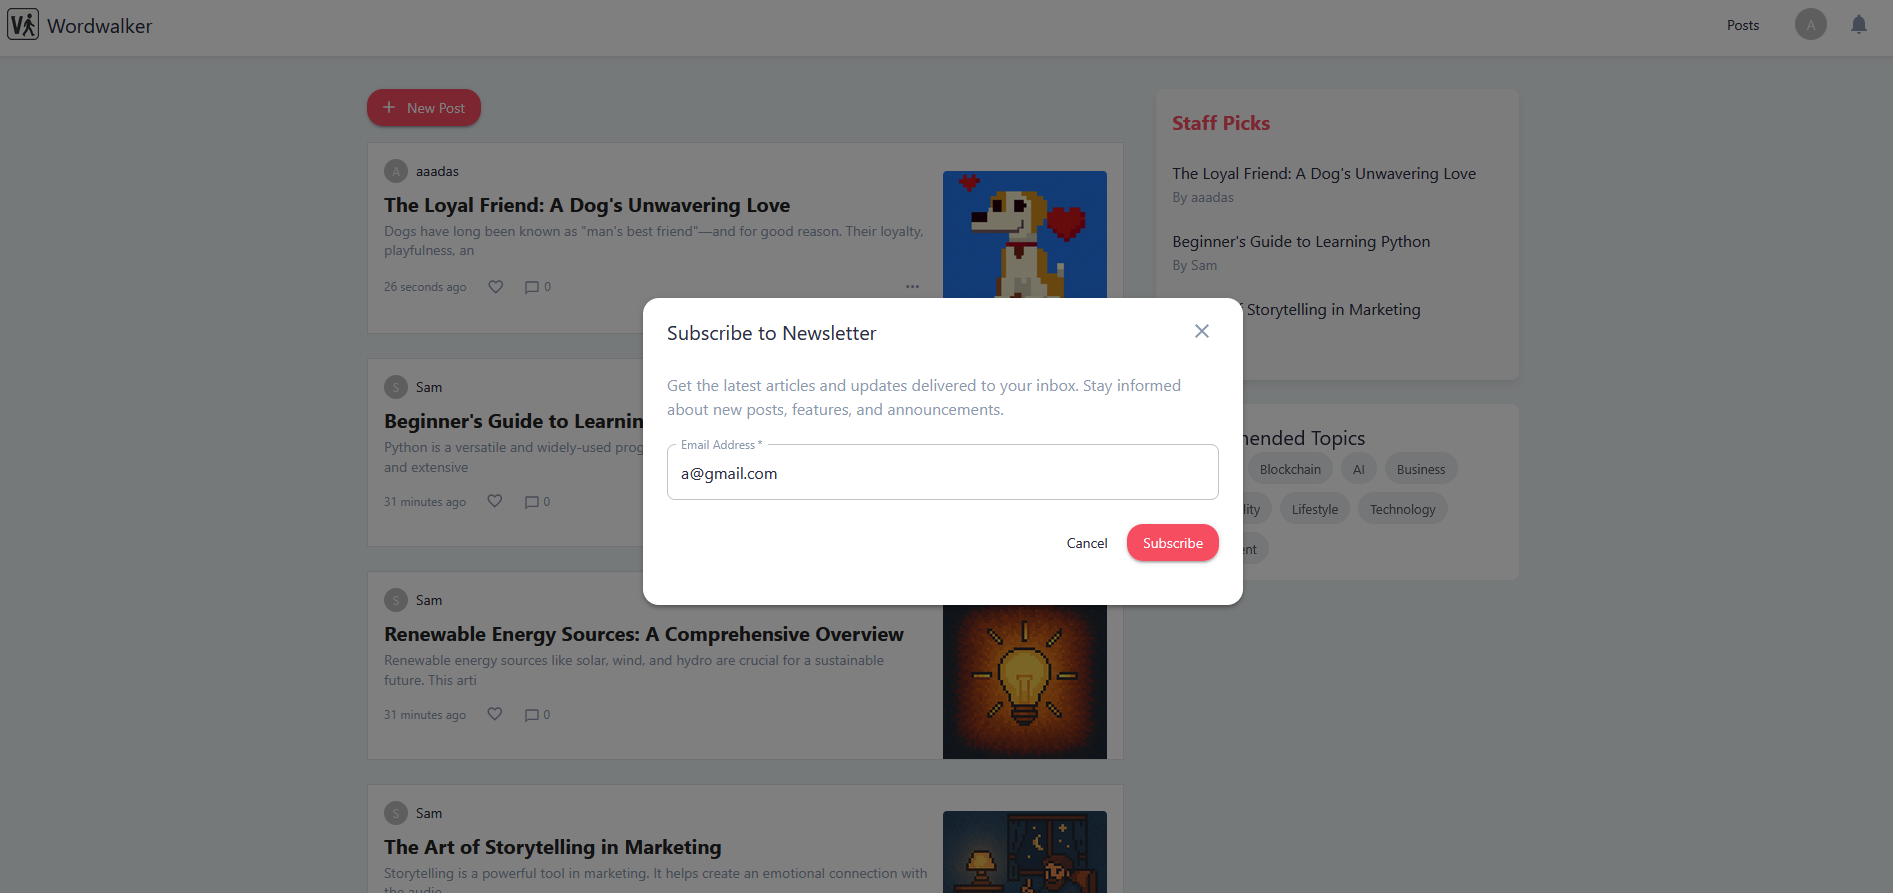 Wordwalker
Posts
A
New Post
A
aaadas
The Loyal Friend: A Dog's Unwavering Love
Dogs have long been known as "man's best friend"—and for good reason. Their loyalty,
playfulness, an
26 seconds ago
0
S
Sam
Beginner's Guide to Learnin
Python is a versatile and widely-used prog
and extensive
31 minutes ago
0
S
Sam
Renewable Energy Sources: A Comprehensive Overview
Renewable energy sources like solar, wind, and hydro are crucial for a sustainable
future. This arti
31 minutes ago
0
S
Sam
The Art of Storytelling in Marketing
Storytelling is a powerful tool in marketing. It helps create an emotional connection with
the audie
Staff Picks
The Loyal Friend: A Dog's Unwavering Love
By aaadas
Beginner's Guide to Learning Python
By Sam
Storytelling in Marketing
ended Topics
Blockchain
AI
Business
lity
Lifestyle
Technology
ent
Subscribe to Newsletter
Get the latest articles and updates delivered to your inbox. Stay informed
about new posts, features, and announcements.
Email Address *
a@gmail.com
Cancel
Subscribe